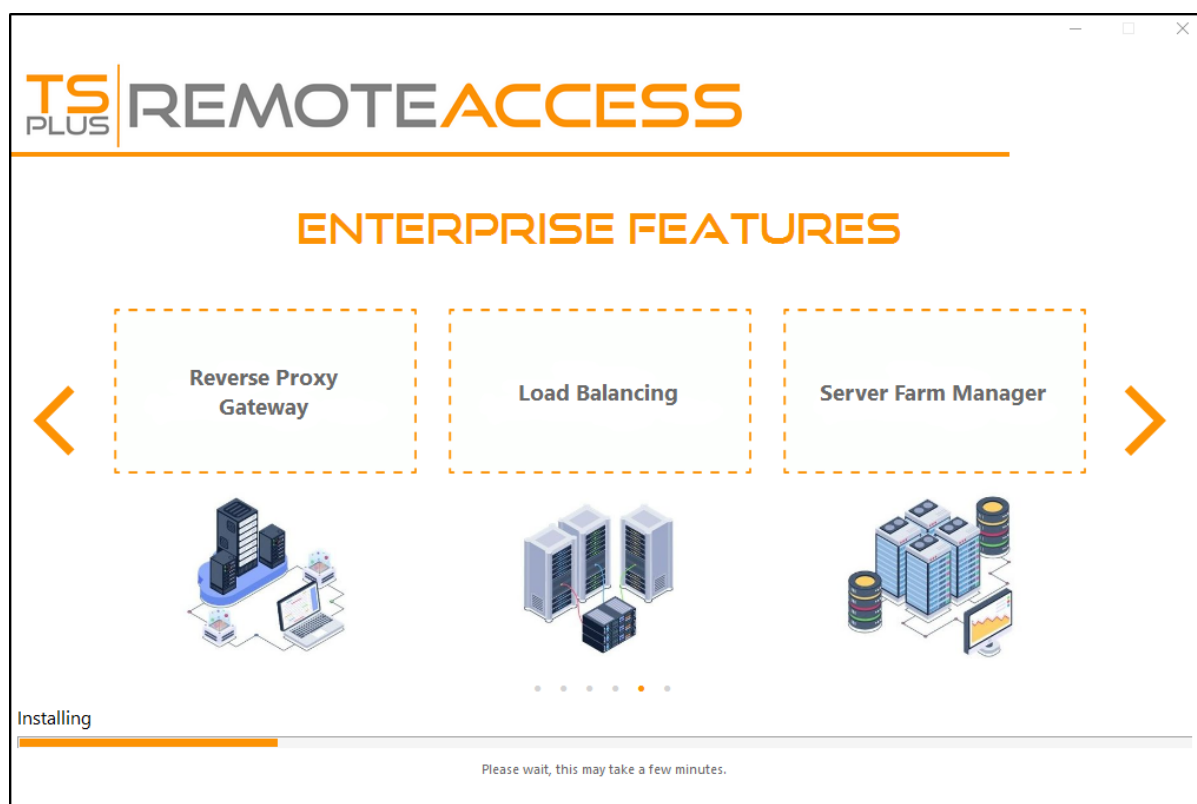 TS
PLUS
REMOTEACCESS
ENTERPRISE FEATURES
Reverse Proxy
Gateway
Load Balancing
Server Farm Manager
Installing
Please wait, this may take a few minutes.